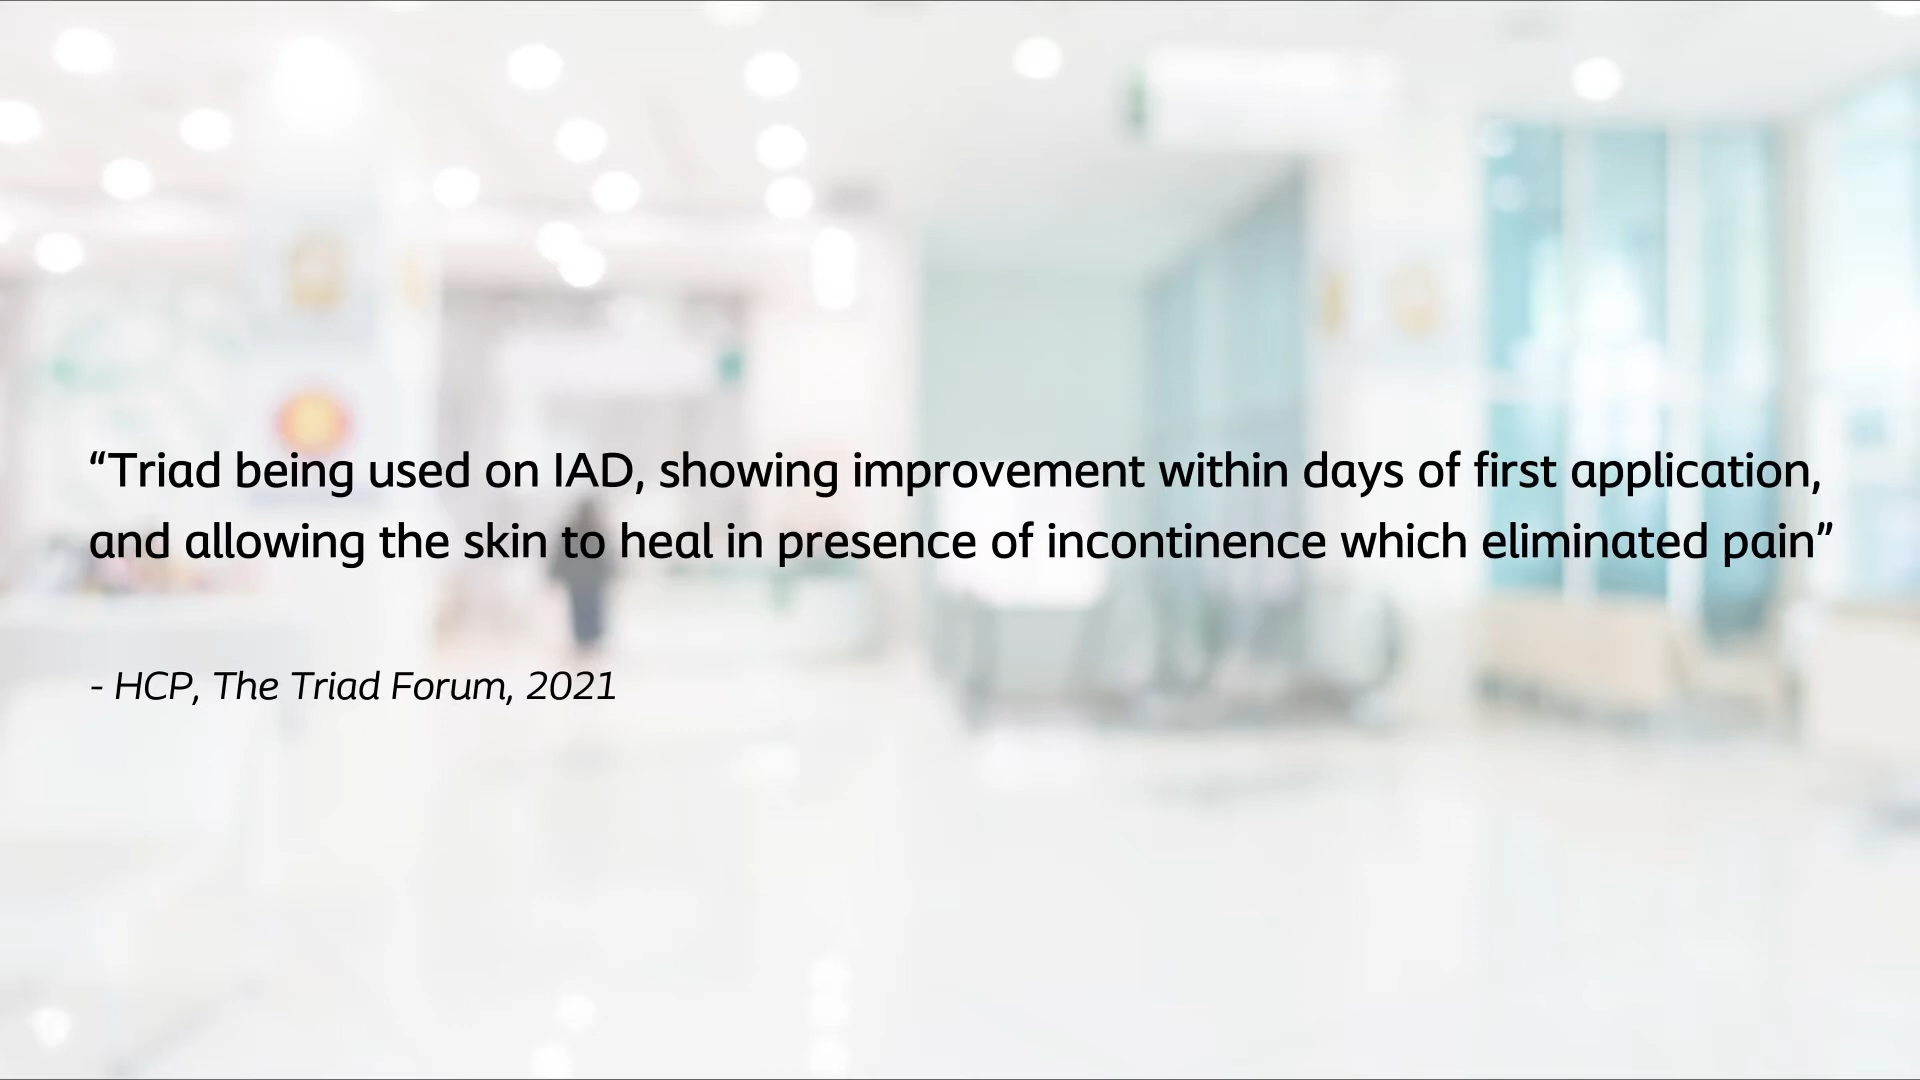 “Triad being used on IAD, showing improvement within days of first application,
and allowing the skin to heal in presence of incontinence which eliminated pain”
- HCP, The Triad Forum, 2021